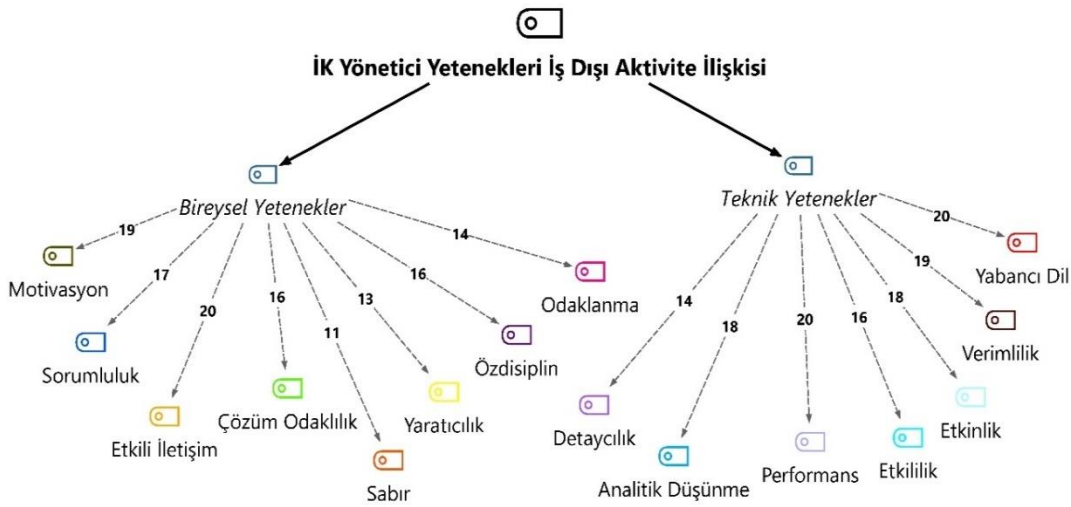 İK Yönetici Yetenekleri İş Dışı Aktivite İlişkisi
Bireysel Yetenekler
19
17
20
16
11
13
16
14
Motivasyon
Sorumluluk
Etkili İletişim
Çözüm Odaklılık
Sabır
Yaratıcılık
Özdisiplin
Odaklanma
Teknik Yetenekler
14
18
20
16
18
19
20
Detaycılık
Analitik Düşünme
Performans
Etkililik
Etkinlik
Verimlilik
Yabancı Dil